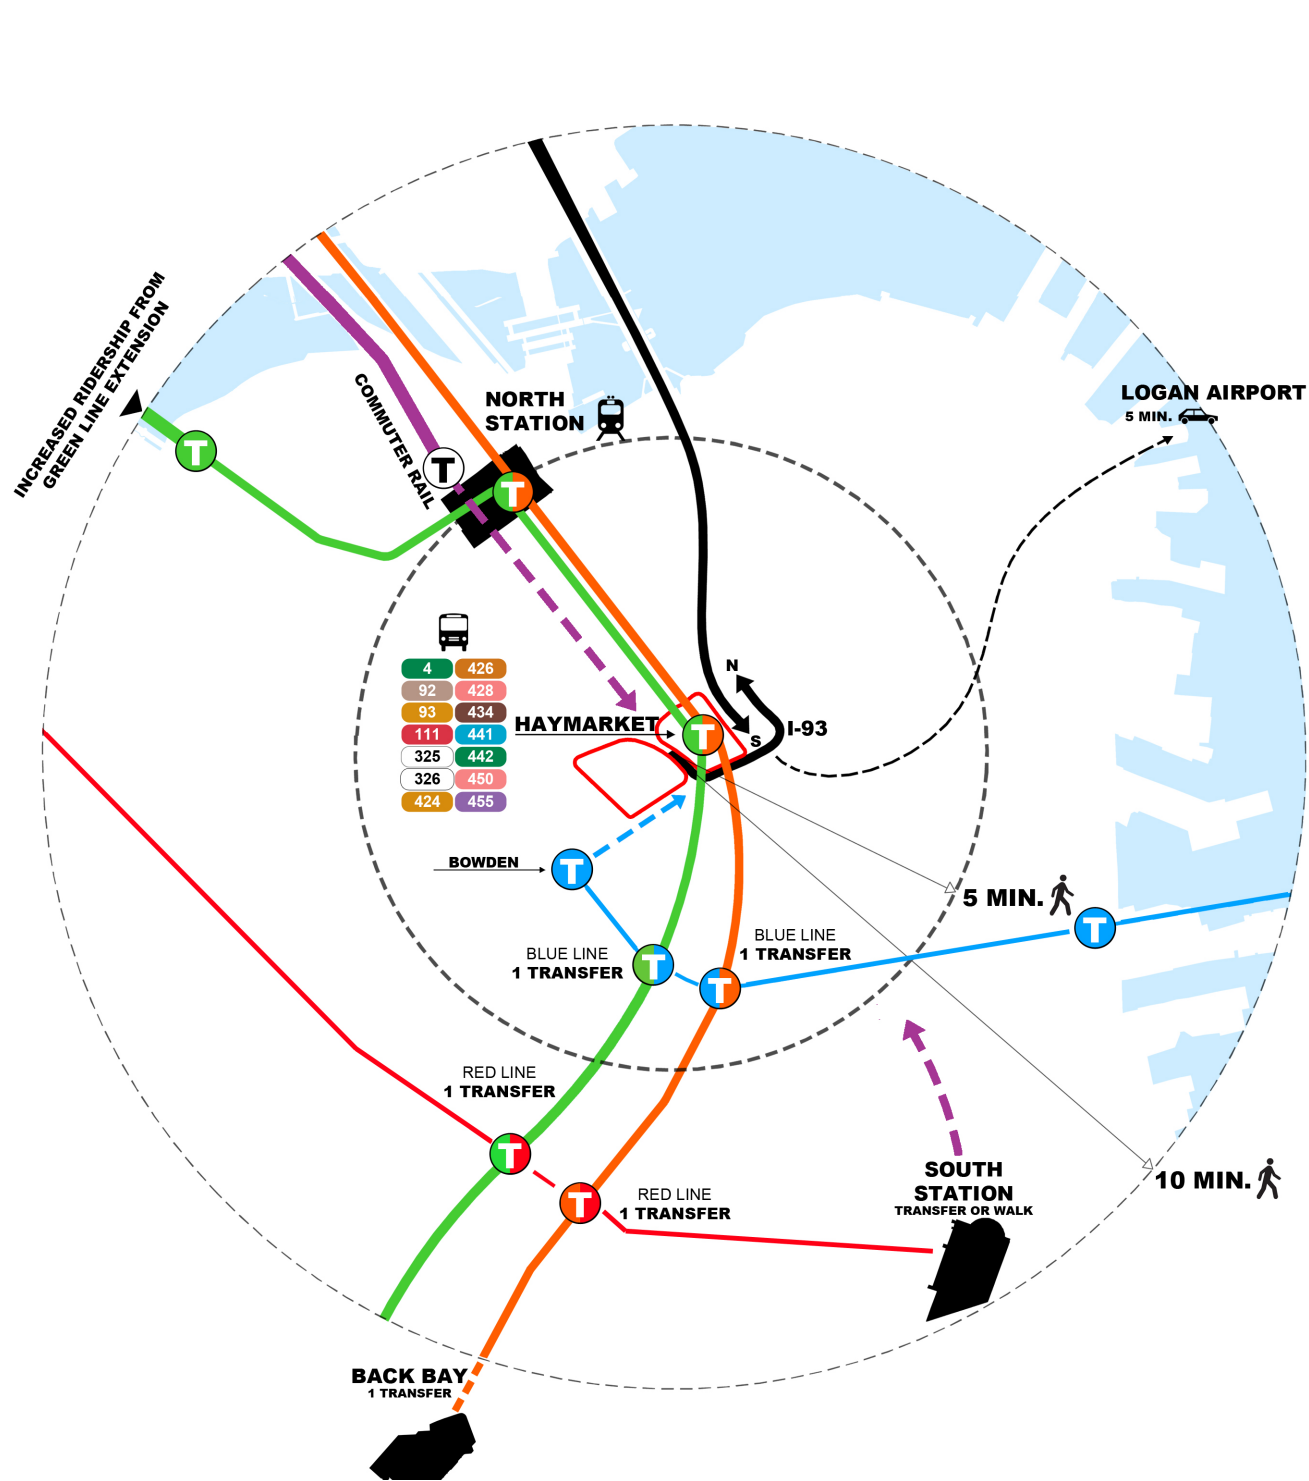 INCREASED RIDERSHIP FROM
GREEN LINE EXTENSION
T
COMMUTER RAIL
T
NORTH
STATION
T
LOGAN AIRPORT
5 MIN.
4 426
92 428
93 434
111 441
325 442
326 450
424 455
HAYMARKET
T
N
S
I-93
BOWDEN
T
5 MIN.
T
BLUE LINE
1 TRANSFER
T
BLUE LINE
1 TRANSFER
T
RED LINE
1 TRANSFER
T
RED LINE
1 TRANSFER
T
SOUTH
STATION
TRANSFER OR WALK
10 MIN.
BACK BAY
1 TRANSFER